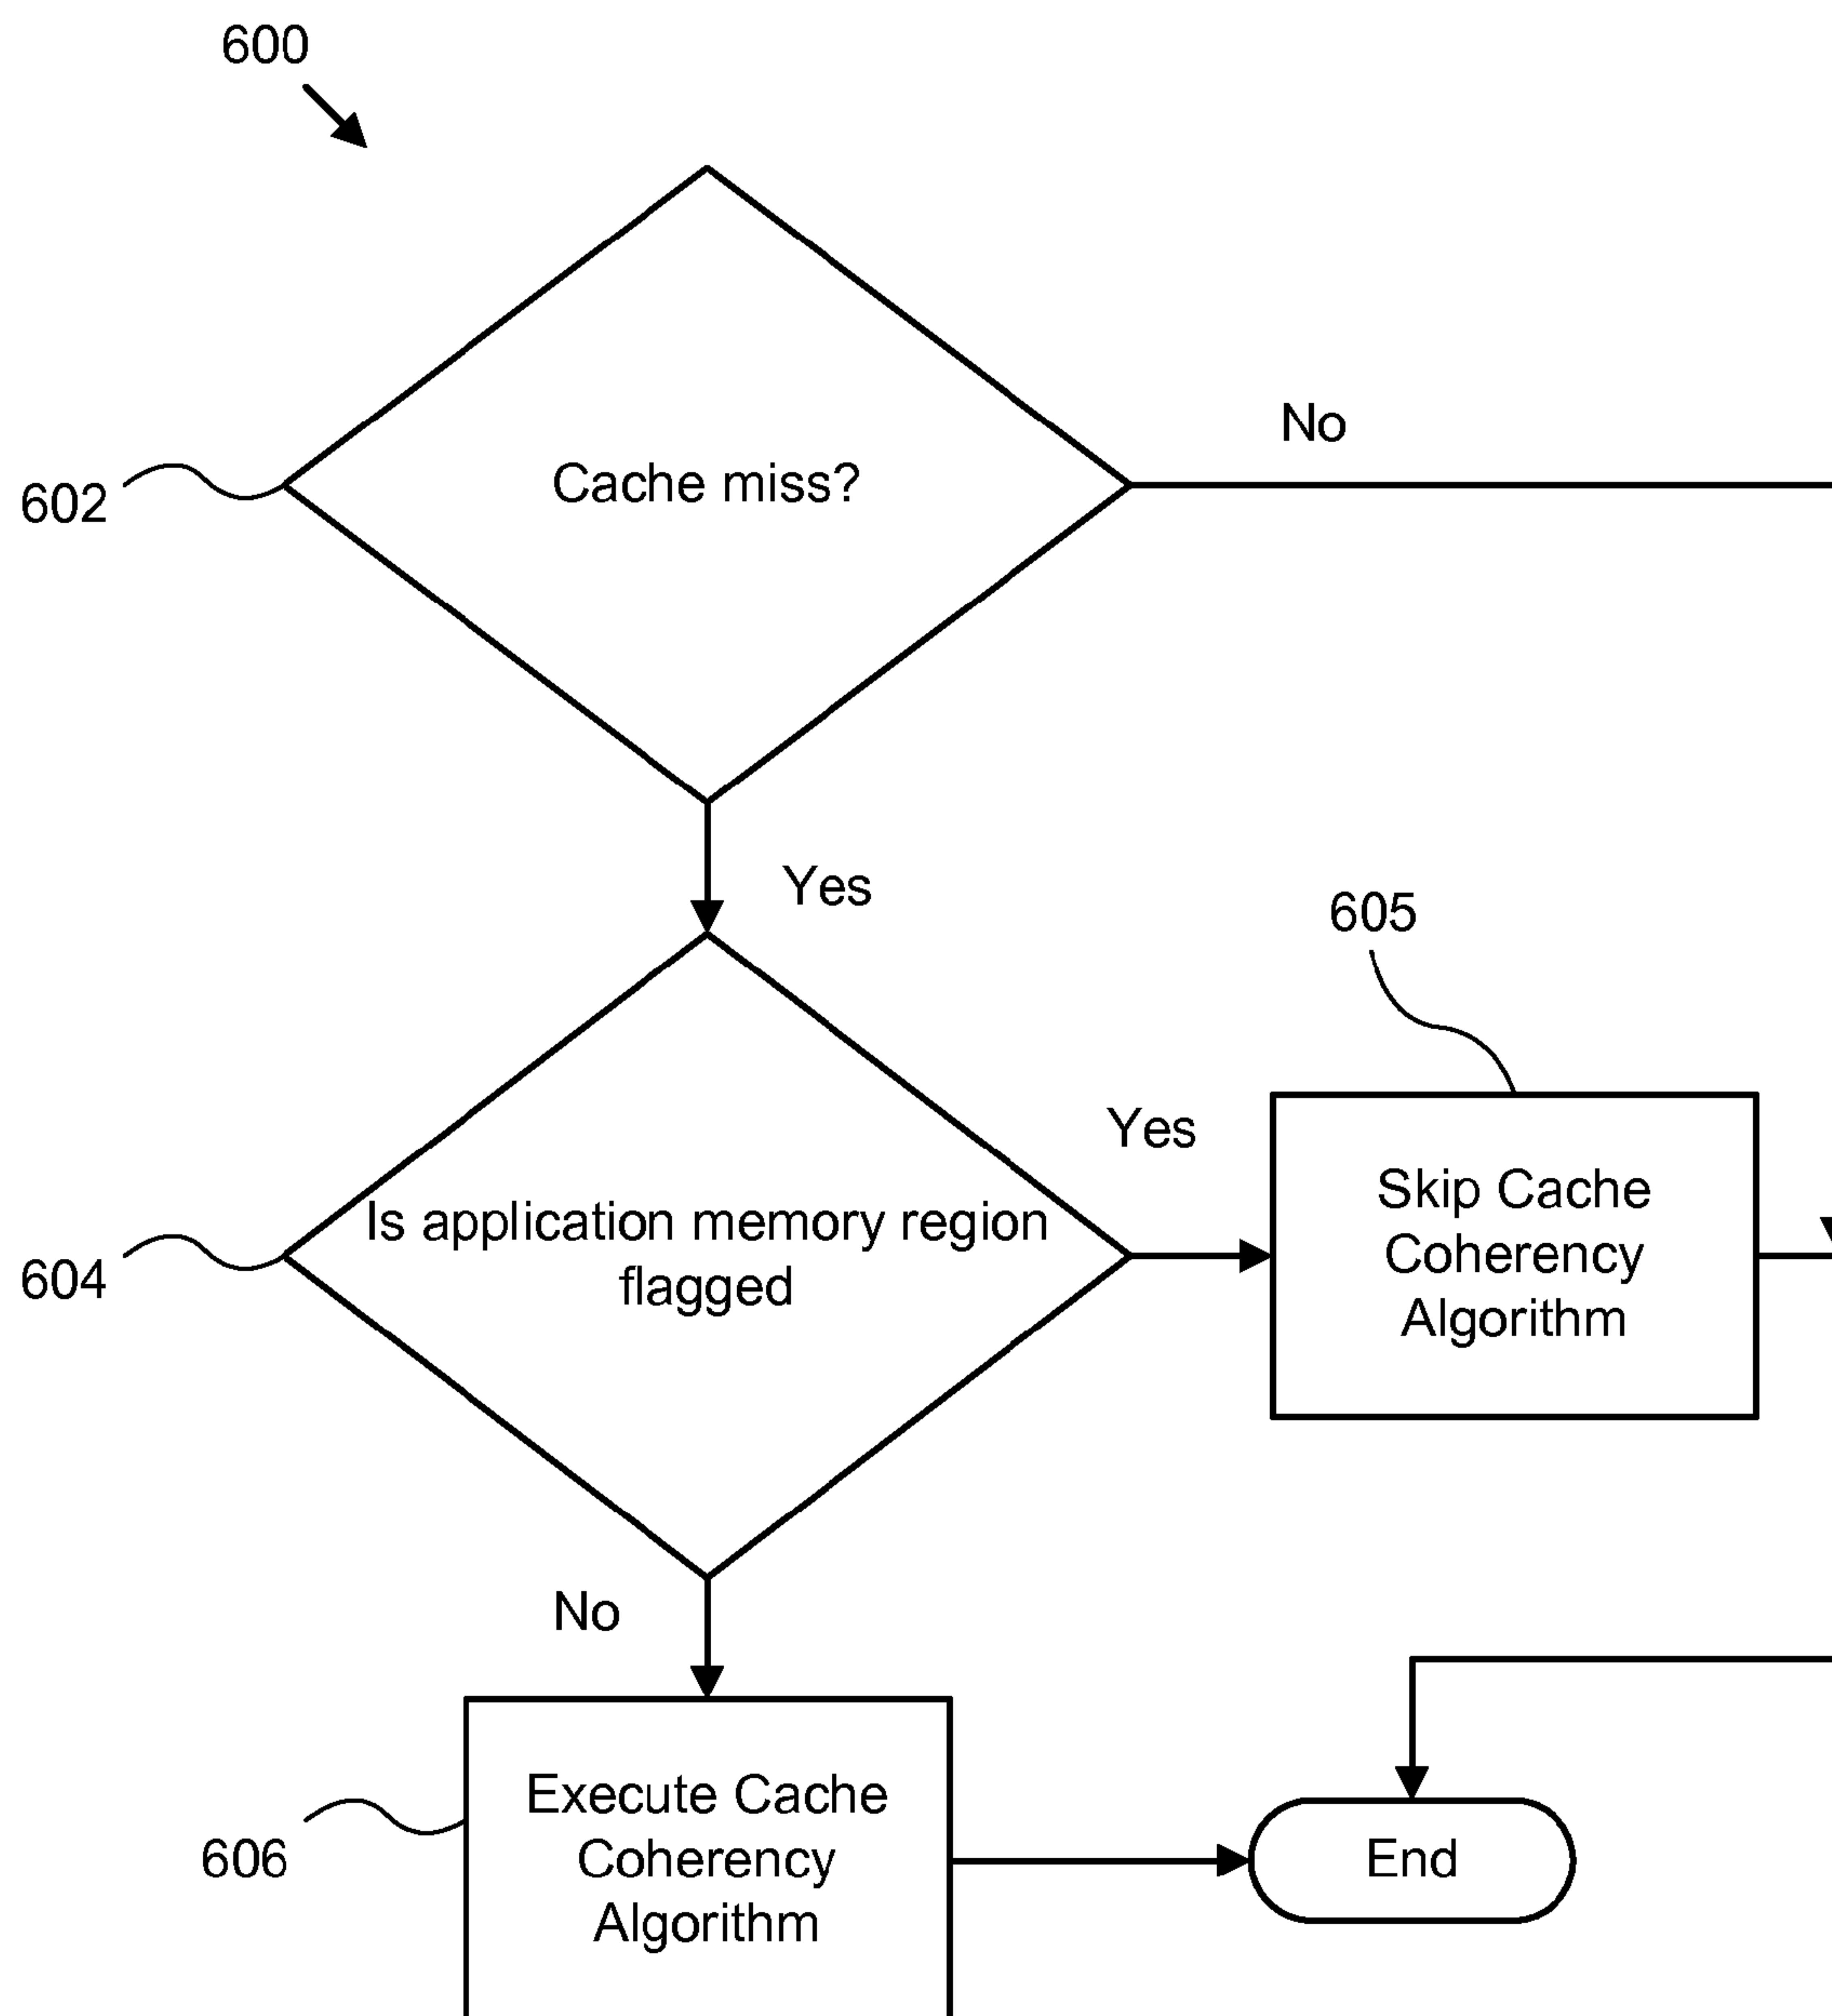 600
Cache miss?
No
602
Yes
605
Yes
Is application memory region
flagged
604
Skip Cache
Coherency
Algorithm
No
Execute Cache
Coherency
Algorithm
606
End